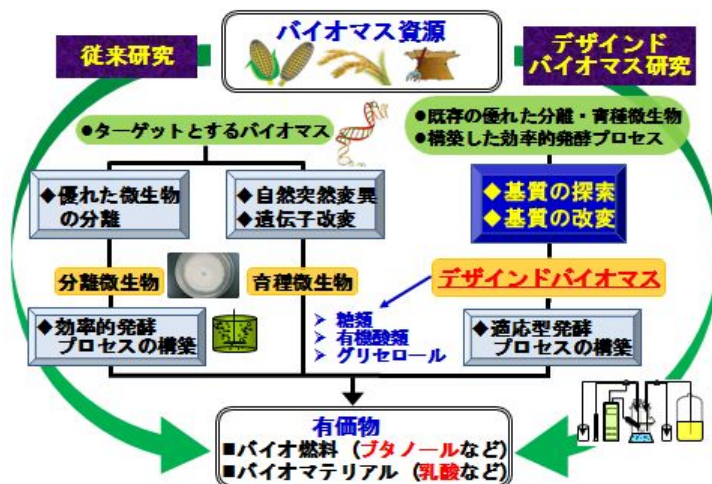 バイオマス資源
従来研究
デザインド
バイオマス研究
●ターゲットとするバイオマス
●既存の優れた分離・育種微生物
●構築した効率的発酵プロセス
◆優れた微生物
の分離
◆自然突然変異
◆遺伝子改変
◆基質の探索
◆基質の改変
分離微生物
育種微生物
デザインドバイオマス
◆効率的発酵
プロセスの構築
➢ 糖類
➢ 有機酸類
➢ グリセロール
◆適応型発酵
プロセスの構築
有価物
■バイオ燃料（ブタノールなど）
■バイオマテリアル（乳酸など）